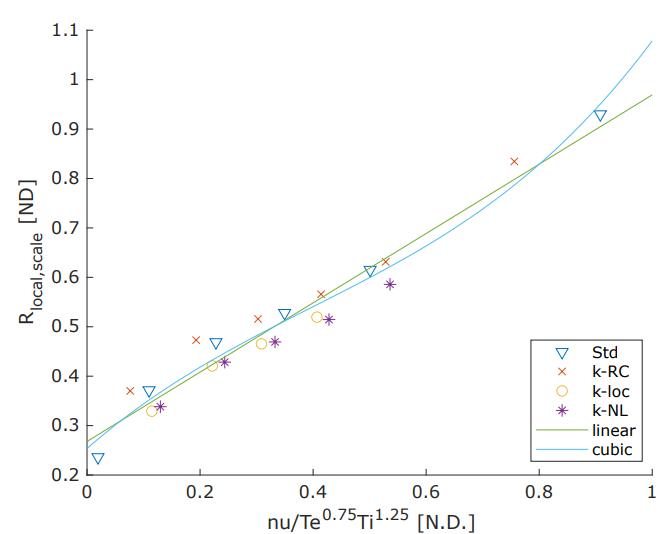 1.1
1
0.9
0.8
0.7
0.6
0.5
0.4
0.3
0.2
R_local,scale [ND]
0 0.2 0.4 0.6 0.8 1
nu/Te^0.75Ti^1.25 [N.D.]
Std
k-RC
k-loc
k-NL
linear
cubic